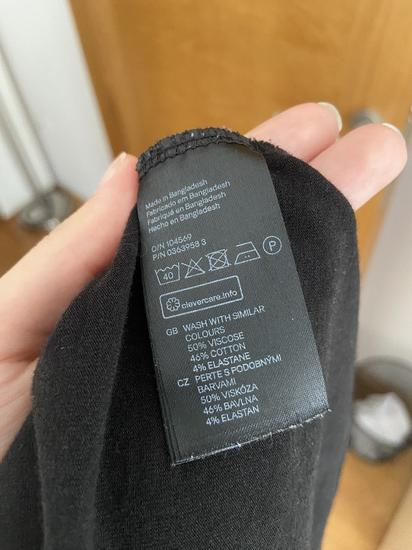 Made in Bangladesh
Fabricado em Bangladesh
Fabriqué en Bangladesh
Hecho en Bangladesh
O/N 104569
P/N 0363958 3
40
P
clevercare.info
GB WASH WITH SIMILAR
COLOURS
50% VISCOSE
46% COTTON
4% ELASTANE
CZ PERTE S PODOBNÝMI
BARVAMI
50% VISKÓZA
46% BAVLNA
4% ELASTAN